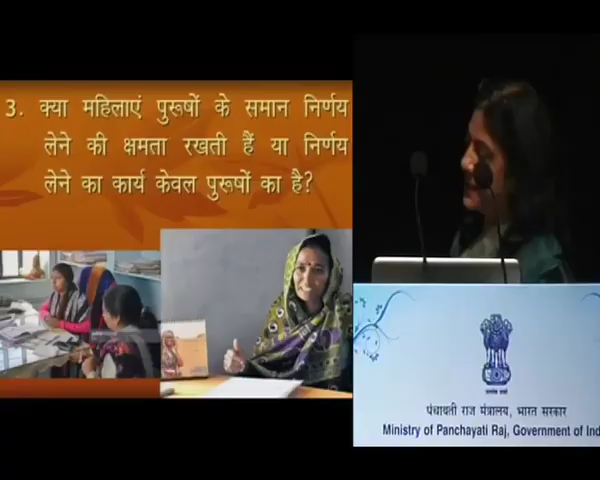 3. क्या महिलाएं पुरूषों के समान निर्णय
लेने की क्षमता रखती हैं या निर्णय
लेने का कार्य केवल पुरूषों का है?
पंचायती राज मंत्रालय, भारत सरकार
Ministry of Panchayati Raj, Government of Ind